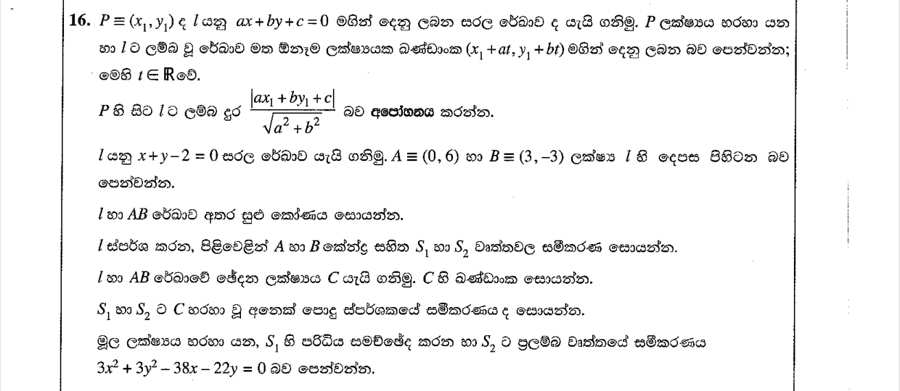 16. P ≡ (x₁, y₁) ද l යනු ax + by + c = 0 මගින් දෙනු ලබන සරල රේඛාව ද යැයි ගනිමු. P ලක්ෂ්‍යය හරහා යන
හා l ට ලම්බ වූ රේඛාව මත ඕනෑම ලක්ෂ්‍යයක ඛණ්ඩාංක (x₁ + at, y₁ + bt) මගින් දෙනු ලබන බව පෙන්වන්න;
මෙහි t ∈ ℝ වේ.
P හි සිට l ට ලම්බ දුර |ax₁ + by₁ + c| / √(a² + b²) බව අපෝහනය කරන්න.
l යනු x + y − 2 = 0 සරල රේඛාව යැයි ගනිමු. A ≡ (0, 6) හා B ≡ (3, −3) ලක්ෂ්‍ය l හි දෙපස පිහිටන බව
පෙන්වන්න.
l හා AB රේඛාව අතර සුළු කෝණය සොයන්න.
l ස්පර්ශ කරන, පිළිවෙළින් A හා B කේන්ද්‍ර සහිත S₁ හා S₂ වෘත්තවල සමීකරණ සොයන්න.
l හා AB රේඛාවේ ඡේදන ලක්ෂ්‍යය C යැයි ගනිමු. C හි ඛණ්ඩාංක සොයන්න.
S₁ හා S₂ ට C හරහා වූ අනෙක් පොදු ස්පර්ශකයේ සමීකරණය ද සොයන්න.
මූල ලක්ෂ්‍යය හරහා යන, S₁ හි පරිධිය සමච්ඡේද කරන හා S₂ ට ප්‍රලම්බ වෘත්තයේ සමීකරණය
3x² + 3y² − 38x − 22y = 0 බව පෙන්වන්න.